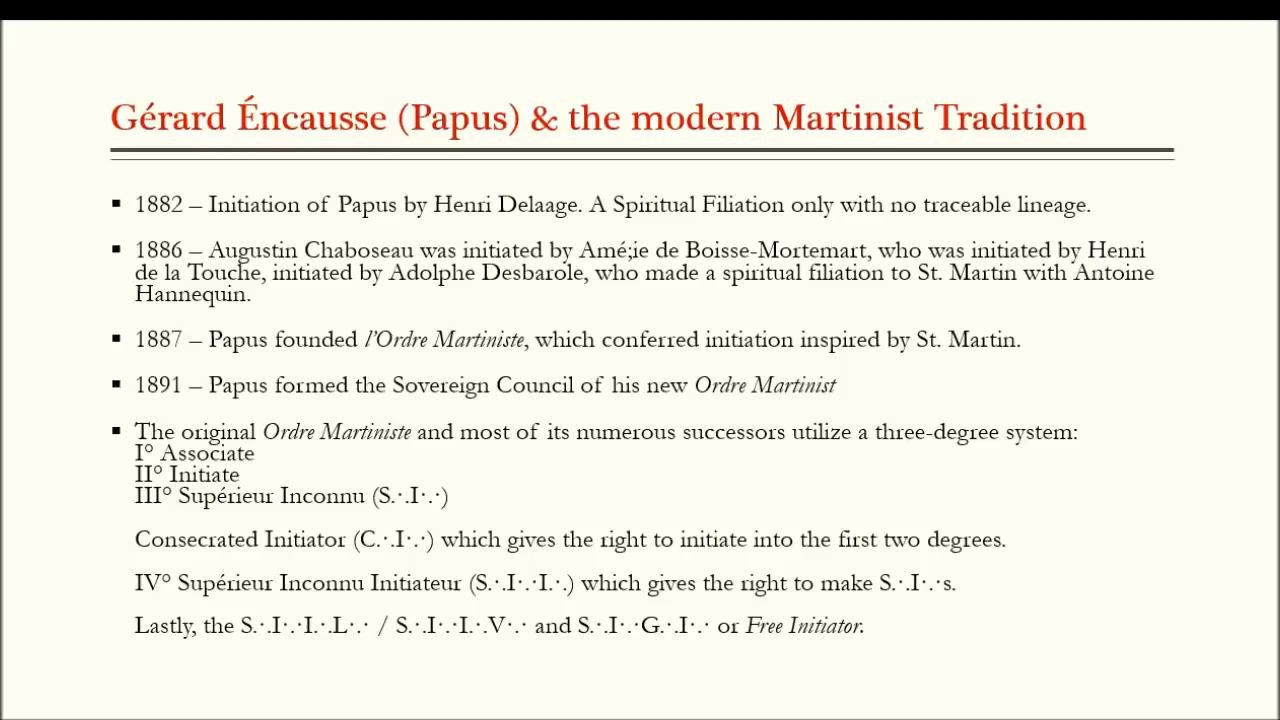 Gérard Éncausse (Papus) & the modern Martinist Tradition
▪ 1882 – Initiation of Papus by Henri Delaage. A Spiritual Filiation only with no traceable lineage.
▪ 1886 – Augustin Chaboseau was initiated by Amé;ie de Boisse-Mortemart, who was initiated by Henri
de la Touche, initiated by Adolphe Desbarole, who made a spiritual filiation to St. Martin with Antoine
Hannequin.
▪ 1887 – Papus founded l'Ordre Martiniste, which conferred initiation inspired by St. Martin.
▪ 1891 – Papus formed the Sovereign Council of his new Ordre Martinist
▪ The original Ordre Martiniste and most of its numerous successors utilize a three-degree system:
I° Associate
II° Initiate
III° Supérieur Inconnu (S.·.I·.·)
Consecrated Initiator (C.·.I·.·) which gives the right to initiate into the first two degrees.
IV° Supérieur Inconnu Initiateur (S.·.I·.·I·.·.) which gives the right to make S.·.I·.·s.
Lastly, the S.·.I·.·I.·.L·.· / S.·.I·.·I·.·.V·.· and S.·.I·.·G.·.I·.· or Free Initiator.